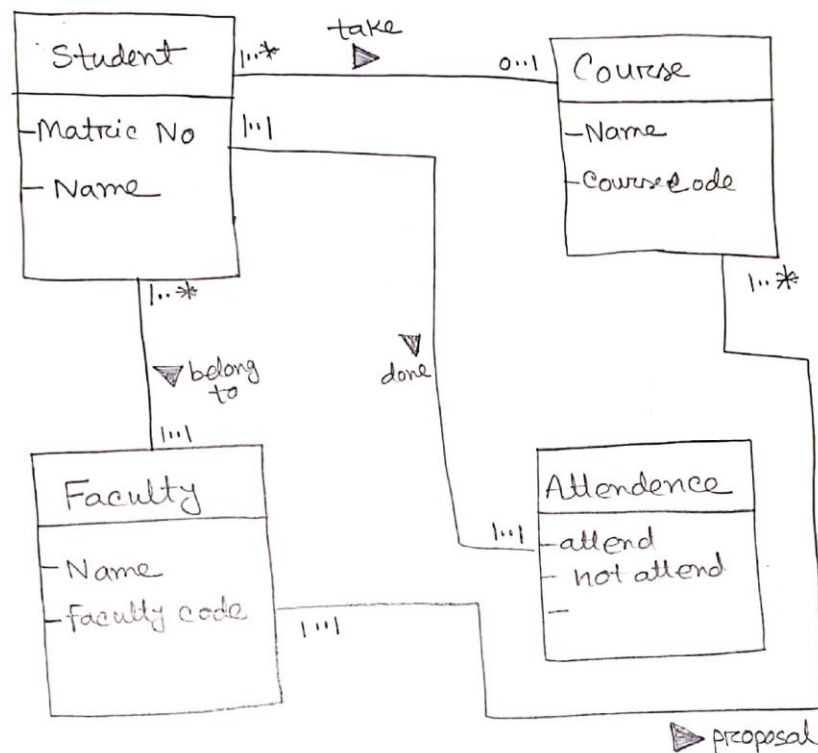 take
Student
1..*
0..1
Course
-Matric No
- Name
1..1
-Name
-Coursecode
1..*
belong
to
1..1
done
1..*
Faculty
- Name
-faculty code
1..1
Attendence
-attend
- not attend
-
1..1
proposal